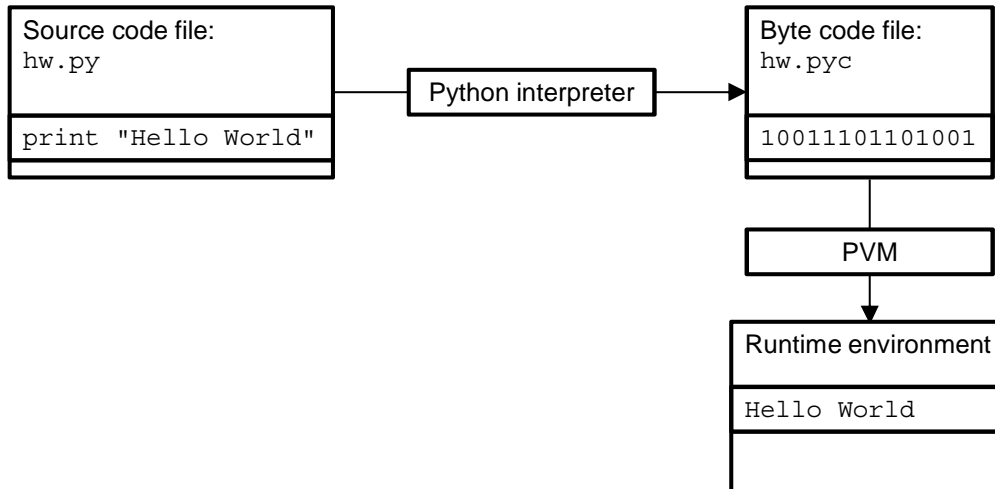 Source code file:
hw.py
print "Hello World"
Python interpreter
Byte code file:
hw.pyc
10011101101001
PVM
Runtime environment
Hello World